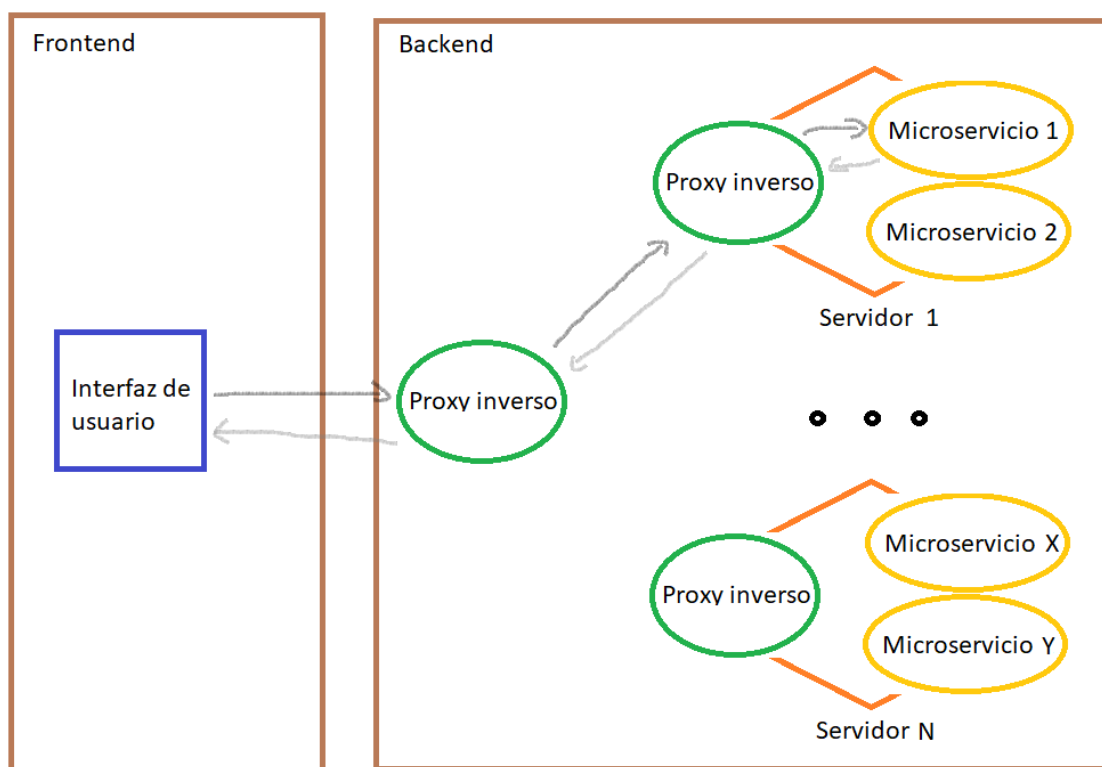 Frontend
Backend
Microservicio 1
Proxy inverso
Microservicio 2
Servidor 1
Interfaz de
usuario
Proxy inverso
Microservicio X
Proxy inverso
Microservicio Y
Servidor N